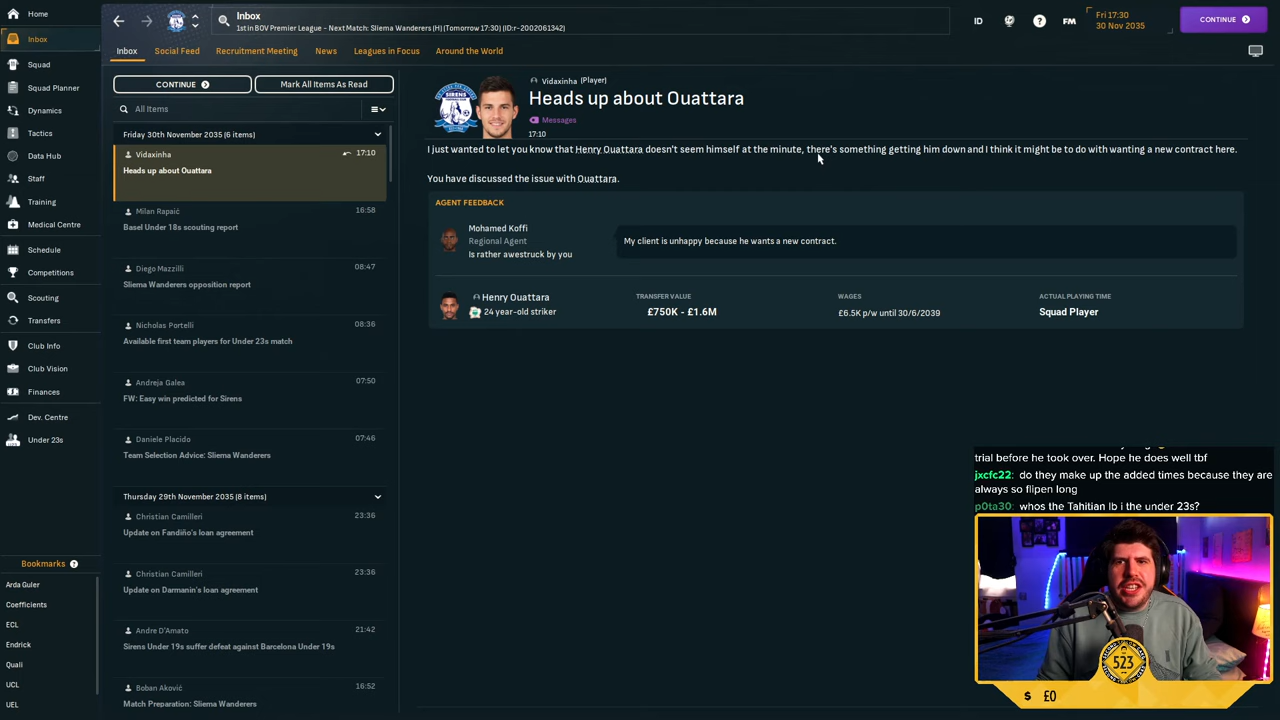 Home
Inbox
Squad
Squad Planner
Dynamics
Tactics
Data Hub
Staff
Training
Medical Centre
Schedule
Competitions
Scouting
Transfers
Club Info
Club Vision
Finances
Dev. Centre
Under 23s
Bookmarks ?
Arda Guler
Coefficients
ECL
Endrick
Quali
UCL
UEL
Inbox
1st in BOV Premier League - Next Match: Sliema Wanderers (H) (Tomorrow 17:30) (ID:r-2002061342)
ID
?
FM
Fri 17:30
30 Nov 2035
CONTINUE
Inbox
Social Feed
Recruitment Meeting
News
Leagues in Focus
Around the World
CONTINUE
Mark All Items As Read
All Items
Friday 30th November 2035 (6 items)
Vidaxinha 17:10
Heads up about Ouattara
Milan Rapaić 16:58
Basel Under 18s scouting report
Diego Mazzilli 08:47
Sliema Wanderers opposition report
Nicholas Portelli 08:36
Available first team players for Under 23s match
Andreja Galea 07:50
FW: Easy win predicted for Sirens
Daniele Placido 07:46
Team Selection Advice: Sliema Wanderers
Thursday 29th November 2035 (8 items)
Christian Camilleri 23:36
Update on Fandiño's loan agreement
Christian Camilleri 23:36
Update on Darmanin's loan agreement
Andre D'Amato 21:42
Sirens Under 19s suffer defeat against Barcelona Under 19s
Boban Aković 16:52
Match Preparation: Sliema Wanderers
SIRENS
Vidaxinha (Player)
Heads up about Ouattara
Messages
17:10
I just wanted to let you know that Henry Ouattara doesn't seem himself at the minute, there's something getting him down and I think it might be to do with wanting a new contract here.
You have discussed the issue with Ouattara.
AGENT FEEDBACK
Mohamed Koffi
Regional Agent
Is rather awestruck by you
My client is unhappy because he wants a new contract.
Henry Ouattara
24 year-old striker
TRANSFER VALUE
£750K - £1.6M
WAGES
£6.5K p/w until 30/6/2039
ACTUAL PLAYING TIME
Squad Player
trial before he took over. Hope he does well tbf
jxcfc22: do they make up the added times because they are
always so flipen long
p0ta30: whos the Tahitian lb i the under 23s?
523
$ £0